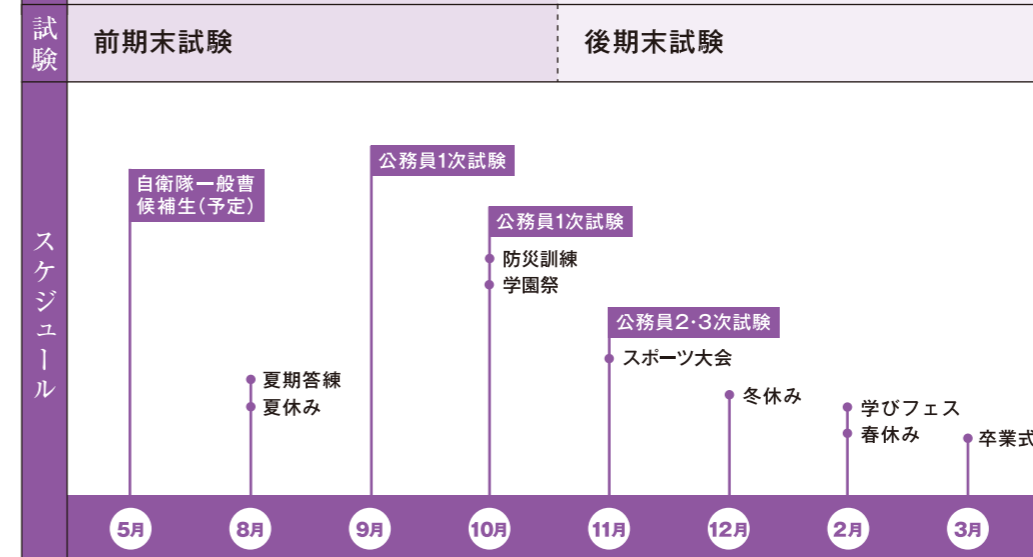 試験
前期末試験
後期末試験
スケジュール
自衛隊一般曹
候補生(予定)
夏期答練
夏休み
公務員1次試験
公務員1次試験
防災訓練
学園祭
公務員2・3次試験
スポーツ大会
冬休み
学びフェス
春休み
卒業式
5月
8月
9月
10月
11月
12月
2月
3月